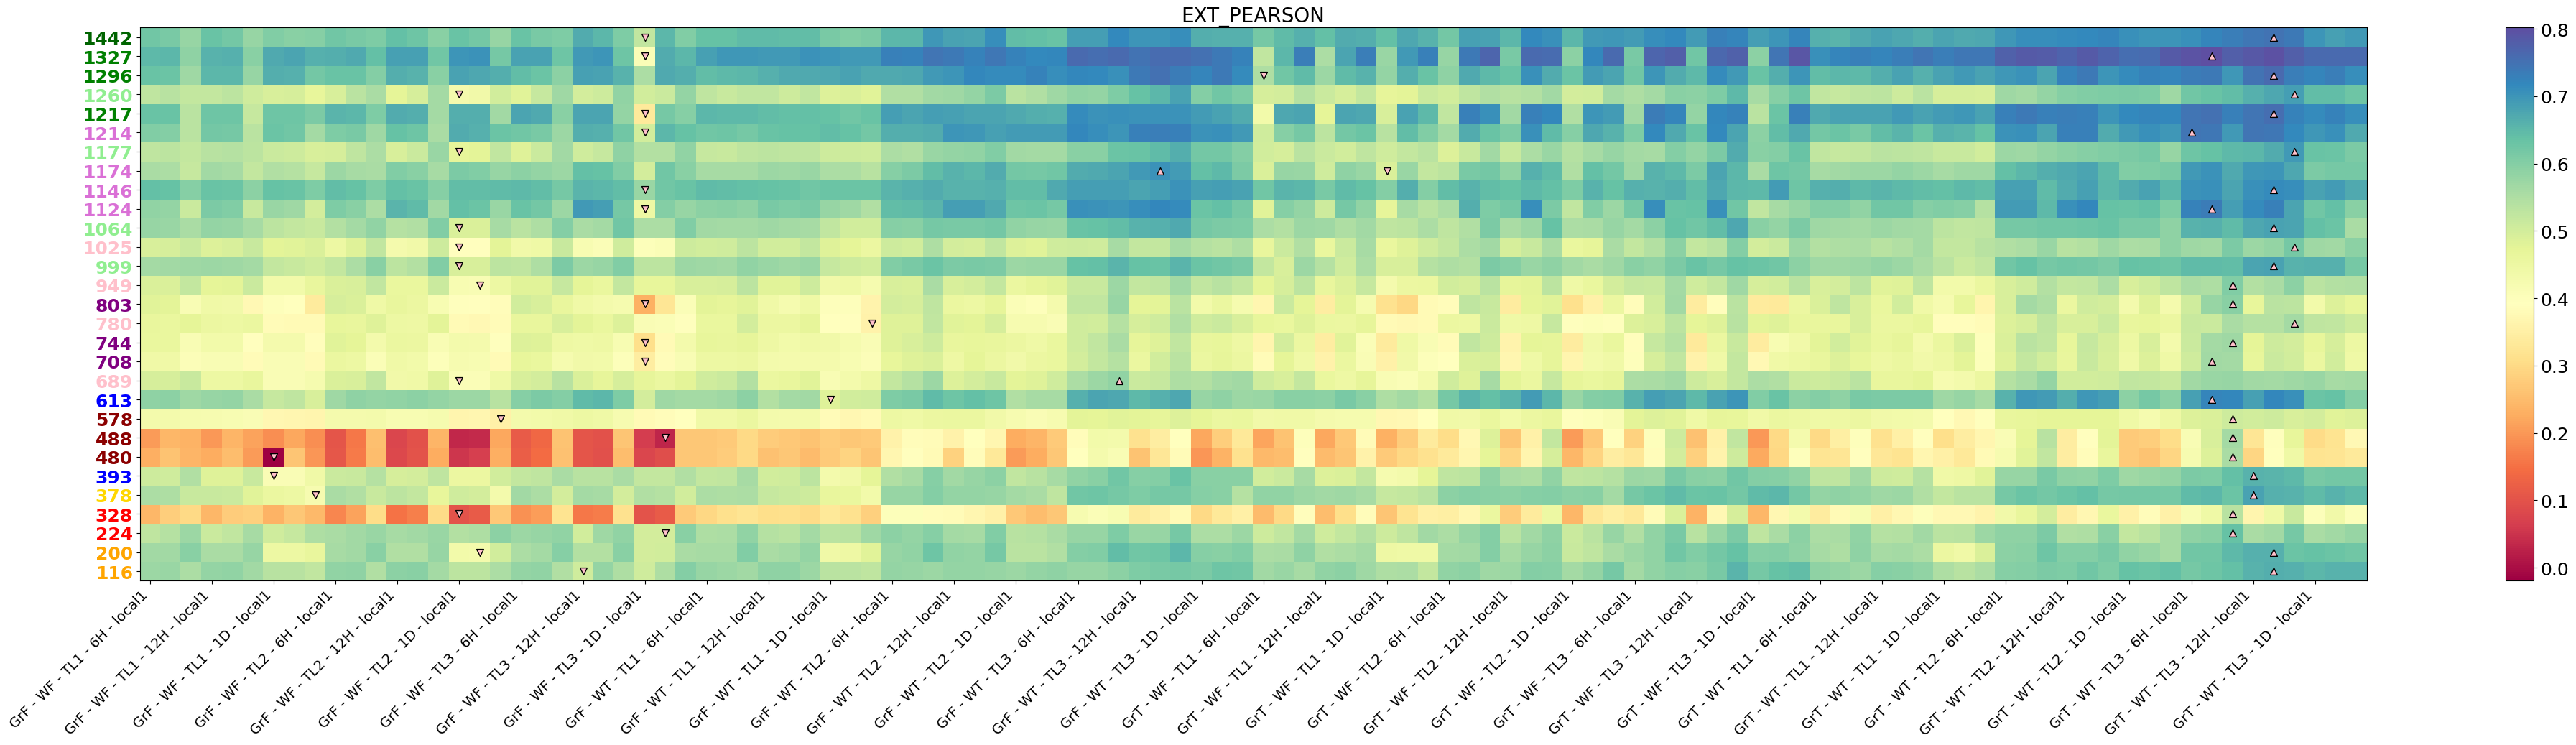 EXT_PEARSON
1442
1327
1296
1260
1217
1214
1177
1174
1146
1124
1064
1025
999
949
803
780
744
708
689
613
578
488
480
393
378
328
224
200
116
0.8
0.7
0.6
0.5
0.4
0.3
0.2
0.1
0.0
GrF - WF - TL1 - 6H - local1
GrF - WF - TL1 - 12H - local1
GrF - WF - TL1 - 1D - local1
GrF - WF - TL2 - 6H - local1
GrF - WF - TL2 - 12H - local1
GrF - WF - TL2 - 1D - local1
GrF - WF - TL3 - 6H - local1
GrF - WF - TL3 - 12H - local1
GrF - WF - TL3 - 1D - local1
GrF - WT - TL1 - 6H - local1
GrF - WT - TL1 - 12H - local1
GrF - WT - TL1 - 1D - local1
GrF - WT - TL2 - 6H - local1
GrF - WT - TL2 - 12H - local1
GrF - WT - TL2 - 1D - local1
GrF - WT - TL3 - 6H - local1
GrF - WT - TL3 - 12H - local1
GrF - WT - TL3 - 1D - local1
GrT - WF - TL1 - 6H - local1
GrT - WF - TL1 - 12H - local1
GrT - WF - TL1 - 1D - local1
GrT - WF - TL2 - 6H - local1
GrT - WF - TL2 - 12H - local1
GrT - WF - TL2 - 1D - local1
GrT - WF - TL3 - 6H - local1
GrT - WF - TL3 - 12H - local1
GrT - WF - TL3 - 1D - local1
GrT - WT - TL1 - 6H - local1
GrT - WT - TL1 - 12H - local1
GrT - WT - TL1 - 1D - local1
GrT - WT - TL2 - 6H - local1
GrT - WT - TL2 - 12H - local1
GrT - WT - TL2 - 1D - local1
GrT - WT - TL3 - 6H - local1
GrT - WT - TL3 - 12H - local1
GrT - WT - TL3 - 1D - local1